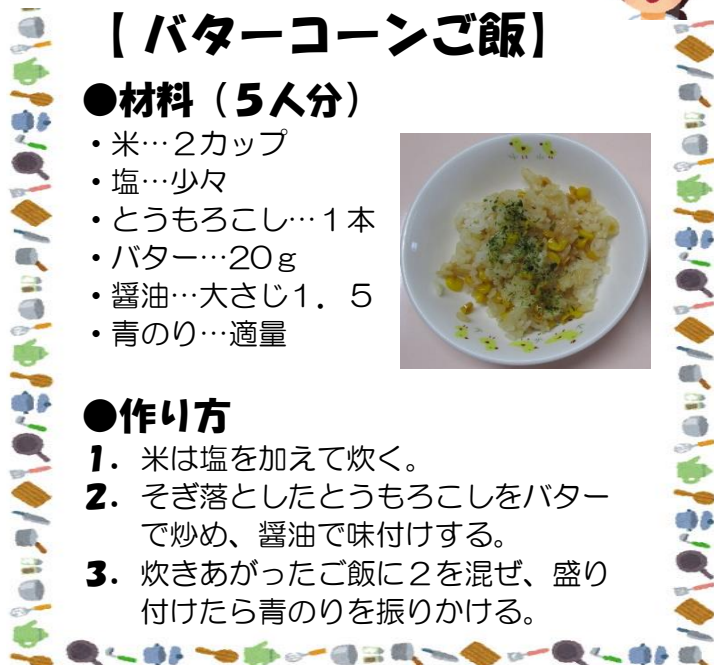 【バターコーンご飯】
●材料（５人分）
・米…２カップ
・塩…少々
・とうもろこし…１本
・バター…20ｇ
・醤油…大さじ１．５
・青のり…適量
●作り方
1．米は塩を加えて炊く。
2．そぎ落としたとうもろこしをバター
で炒め、醤油で味付けする。
3．炊きあがったご飯に２を混ぜ、盛り
付けたら青のりを振りかける。